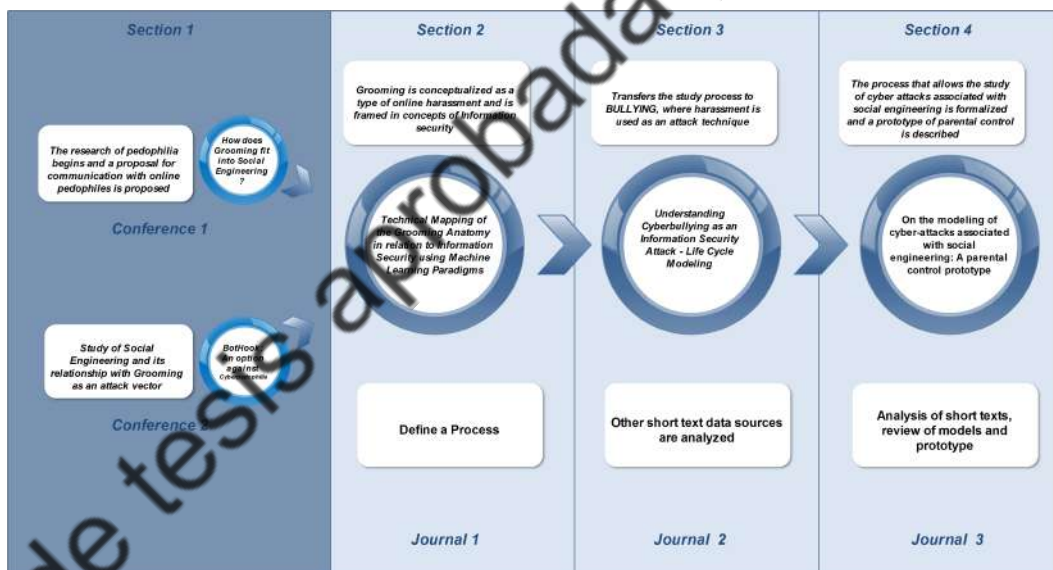 Section 1
The research of pedophilia
begins and a proposal for
communication with online
pedophiles is proposed
How does
Grooming fit
into Social
Engineering
?
Conference 1
Study of Social
Engineering and its
relationship with Grooming
as an attack vector
BotHook:
An option
against
Cyberpedophilia
Conference 2
Section 2
Grooming is conceptualized as a
type of online harassment and is
framed in concepts of Information
security
Technical Mapping of
the Grooming Anatomy
in relation to Information
Security using Machine
Learning Paradigms
Define a Process
Journal 1
Section 3
Transfers the study process to
BULLYING, where harassment is
used as an attack technique
Understanding
Cyberbullying as an
Information Security
Attack - Life Cycle
Modeling
Other short text data sources
are analyzed
Journal 2
Section 4
The process that allows the study
of cyber attacks associated with
social engineering is formalized
and a prototype of parental control
is described
On the modeling of
cyber-attacks associated
with social
engineering: A parental
control prototype
Analysis of short texts,
review of models and
prototype
Journal 3
de tesis aprobada